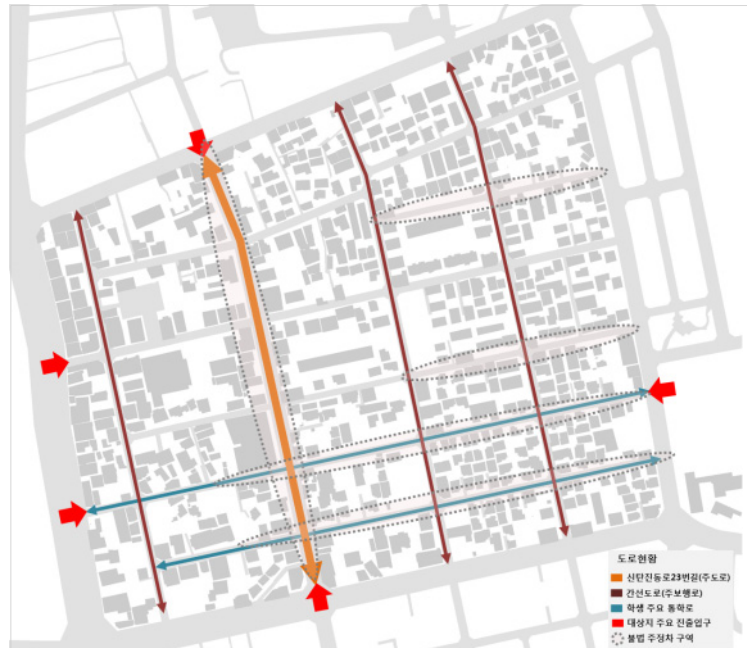 도로현황
신탄진동로23번길(주도로)
간선도로(주보행로)
학생 주요 통학로
대상지 주요 진출입구
불법 주정차 구역